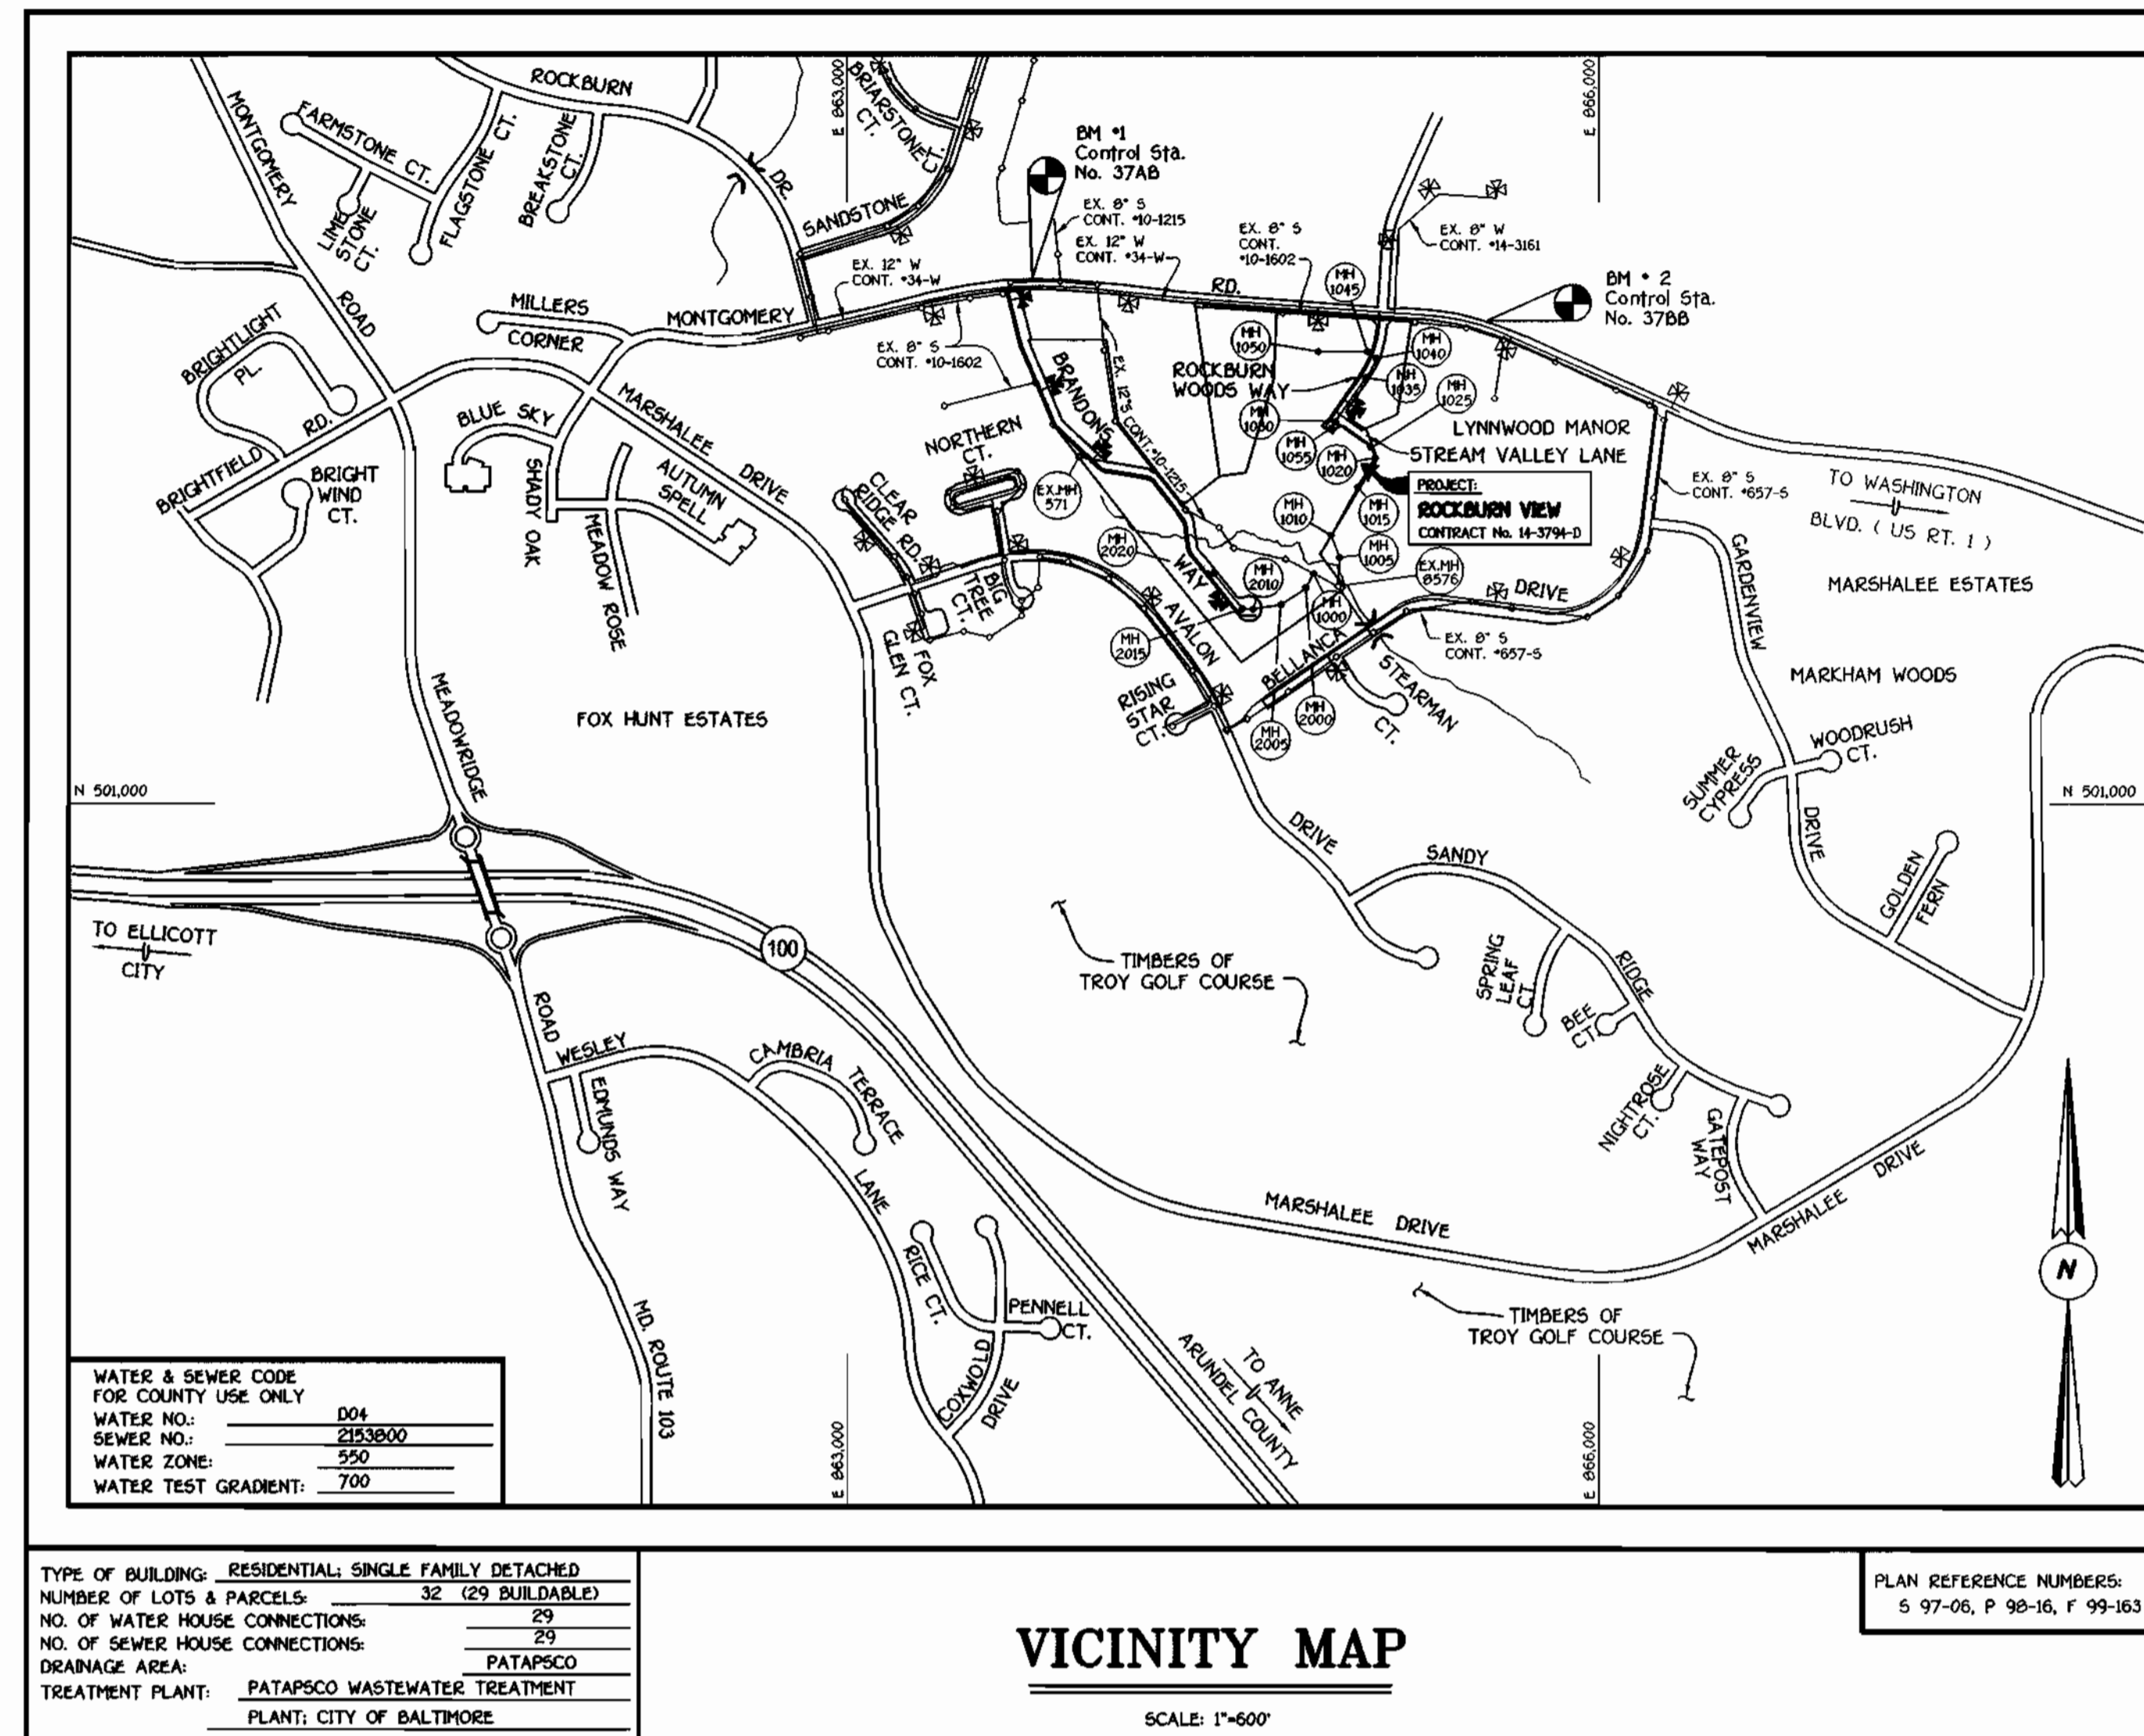 ROCKBURN
DR.
MONTGOMERY
ROAD
FARMSTONE CT.
LIME
STONE
CT.
FLAGSTONE CT.
BREAKSTONE
CT.
BRIARSTONE
CT.
CT.
SANDSTONE
E 863,000
E 866,000
BM •1
Control Sta.
No. 37AB
EX. 8" S
CONT. •10-1215
EX. 12" W
CONT. •34-W
EX. 12" W
CONT. •34-W
EX. 8" S
CONT.
•10-1602
EX. 8" W
CONT. •14-3161
BM • 2
Control Sta.
No. 37BB
MH
1045
RD.
MILLERS
CORNER
MONTGOMERY
EX. 8" S
CONT. •10-1602
MH
1050
MH
1040
MH
1035
MH
1025
ROCKBURN
WOODS WAY
MH
1030
MH
1055
MH
1020
LYNNWOOD MANOR
STREAM VALLEY LANE
BRIGHTLIGHT
PL.
BRIGHTFIELD
RD.
BRIGHT
WIND
CT.
BLUE SKY
SHADY OAK
MARSHALEE
DRIVE
AUTUMN
SPELL
MEADOW ROSE
BRANDONS
WAY
EX. 12"S CONT.•10-1215
NORTHERN
CT.
CLEAR
RIDGE RD.
EX.MH
571
PROJECT:
ROCKBURN VIEW
CONTRACT No. 14-3794-D
MH
1010
MH
1015
MH
1005
EX.MH
8576
MH
2020
MH
2010
MH
1000
MH
2015
MH
2005
MH
2000
EX. 8" S
CONT. •657-S
TO WASHINGTON
BLVD. ( US RT. 1 )
MARSHALEE ESTATES
MARKHAM WOODS
GARDENVIEW
DRIVE
BIG
TREE
CT.
FOX
GLEN CT.
AVALON
DRIVE
BELLANCA
DRIVE
EX. 8" S
CONT. •657-S
STEARMAN
CT.
RISING
STAR
CT.
FOX HUNT ESTATES
MEADOWRIDGE
ROAD
WOODRUSH
CT.
SUMMER
CYPRESS
GOLDEN
FERN
N 501,000
N 501,000
SANDY
RIDGE
SPRING
LEAF
CT.
BEE
CT.
NIGHTROSE
CT.
GATEPOST
WAY
TO ELLICOTT
CITY
100
TIMBERS OF
TROY GOLF COURSE
WESLEY
LANE
EDMUNDS WAY
CAMBRIA TERRACE
RICE CT.
PENNELL
CT.
COXWOLD
DRIVE
MD. ROUTE 103
MARSHALEE DRIVE
MARSHALEE DRIVE
TIMBERS OF
TROY GOLF COURSE
TO ANNE
ARUNDEL COUNTY
E 863,000
E 866,000
N
WATER & SEWER CODE
FOR COUNTY USE ONLY
WATER NO.: D04
SEWER NO.: 2153800
WATER ZONE: 550
WATER TEST GRADIENT: 700
TYPE OF BUILDING: RESIDENTIAL; SINGLE FAMILY DETACHED
NUMBER OF LOTS & PARCELS: 32 (29 BUILDABLE)
NO. OF WATER HOUSE CONNECTIONS: 29
NO. OF SEWER HOUSE CONNECTIONS: 29
DRAINAGE AREA: PATAPSCO
TREATMENT PLANT: PATAPSCO WASTEWATER TREATMENT
PLANT; CITY OF BALTIMORE
VICINITY MAP
SCALE: 1"=600'
PLAN REFERENCE NUMBERS:
S 97-06, P 98-16, F 99-163